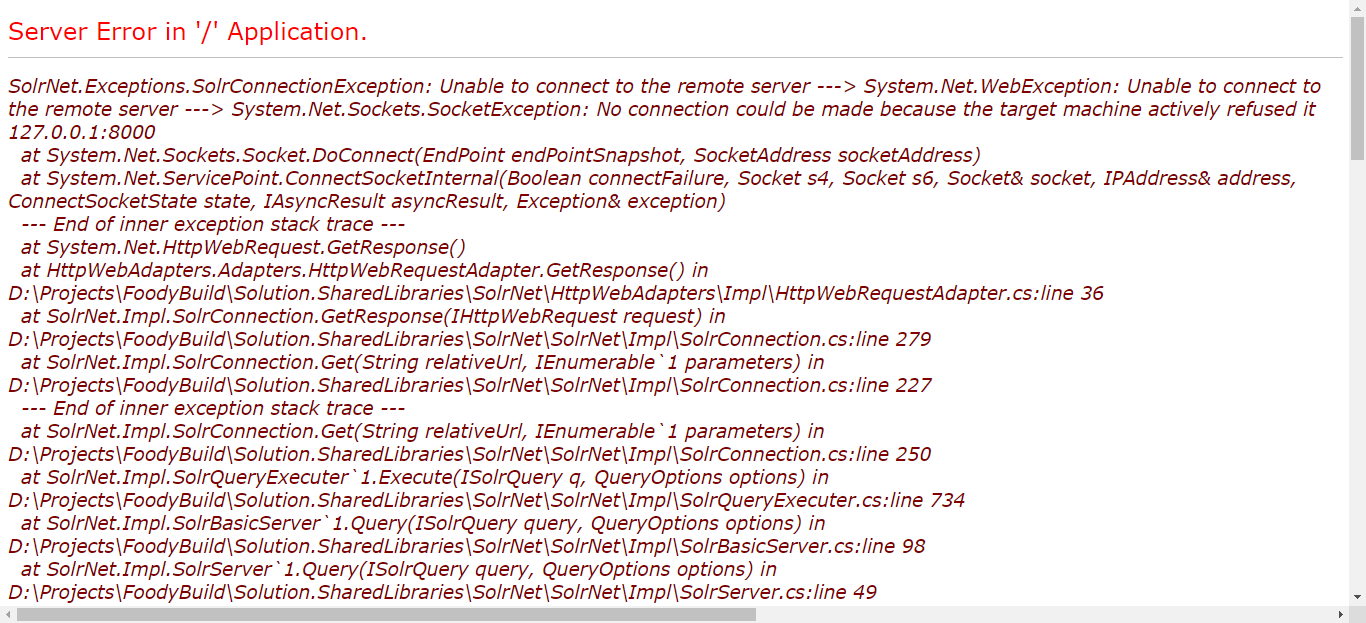 Server Error in '/' Application.
SolrNet.Exceptions.SolrConnectionException: Unable to connect to the remote server ---> System.Net.WebException: Unable to connect to
the remote server ---> System.Net.Sockets.SocketException: No connection could be made because the target machine actively refused it
127.0.0.1:8000
at System.Net.Sockets.Socket.DoConnect(EndPoint endPointSnapshot, SocketAddress socketAddress)
at System.Net.ServicePoint.ConnectSocketInternal(Boolean connectFailure, Socket s4, Socket s6, Socket& socket, IPAddress& address,
ConnectSocketState state, IAsyncResult asyncResult, Exception& exception)
--- End of inner exception stack trace ---
at System.Net.HttpWebRequest.GetResponse()
at HttpWebAdapters.Adapters.HttpWebRequestAdapter.GetResponse() in
D:\Projects\FoodyBuild\Solution.SharedLibraries\SolrNet\HttpWebAdapters\Impl\HttpWebRequestAdapter.cs:line 36
at SolrNet.Impl.SolrConnection.GetResponse(IHttpWebRequest request) in
D:\Projects\FoodyBuild\Solution.SharedLibraries\SolrNet\SolrNet\Impl\SolrConnection.cs:line 279
at SolrNet.Impl.SolrConnection.Get(String relativeUrl, IEnumerable`1 parameters) in
D:\Projects\FoodyBuild\Solution.SharedLibraries\SolrNet\SolrNet\Impl\SolrConnection.cs:line 227
--- End of inner exception stack trace ---
at SolrNet.Impl.SolrConnection.Get(String relativeUrl, IEnumerable`1 parameters) in
D:\Projects\FoodyBuild\Solution.SharedLibraries\SolrNet\SolrNet\Impl\SolrConnection.cs:line 250
at SolrNet.Impl.SolrQueryExecuter`1.Execute(ISolrQuery q, QueryOptions options) in
D:\Projects\FoodyBuild\Solution.SharedLibraries\SolrNet\SolrNet\Impl\SolrQueryExecuter.cs:line 734
at SolrNet.Impl.SolrBasicServer`1.Query(ISolrQuery query, QueryOptions options) in
D:\Projects\FoodyBuild\Solution.SharedLibraries\SolrNet\SolrNet\Impl\SolrBasicServer.cs:line 98
at SolrNet.Impl.SolrServer`1.Query(ISolrQuery query, QueryOptions options) in
D:\Projects\FoodyBuild\Solution.SharedLibraries\SolrNet\SolrNet\Impl\SolrServer.cs:line 49